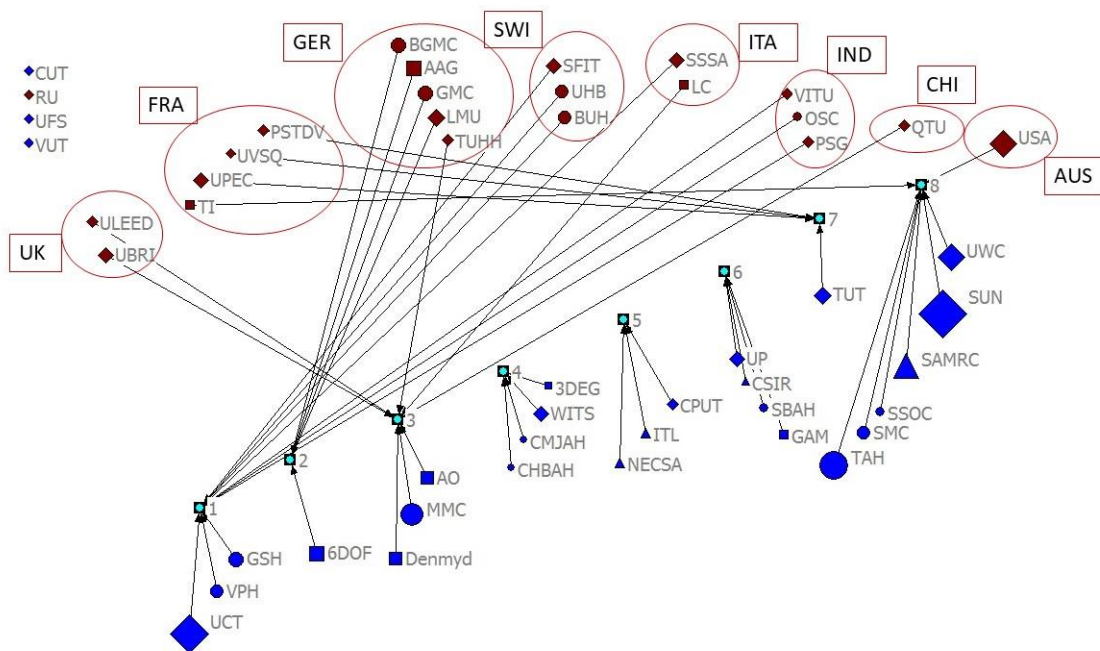 GER
SWI
ITA
IND
CHI
FRA
AUS
UK
CUT
RU
UFS
VUT
BGMC
AAG
GMC
LMU
TUHH
SFIT
UHB
BUH
SSSA
LC
VITU
OSC
PSG
QTU
USA
PSTDV
UVSQ
UPEC
TI
ULEED
UBRI
8
7
6
5
4
3
2
1
UWC
SUN
TUT
SAMRC
UP
CSIR
SBAH
GAM
SSOC
SMC
TAH
3DEG
WITS
CMJAH
CHBAH
CPUT
ITL
NECSA
AO
MMC
Denmyd
6DOF
GSH
VPH
UCT